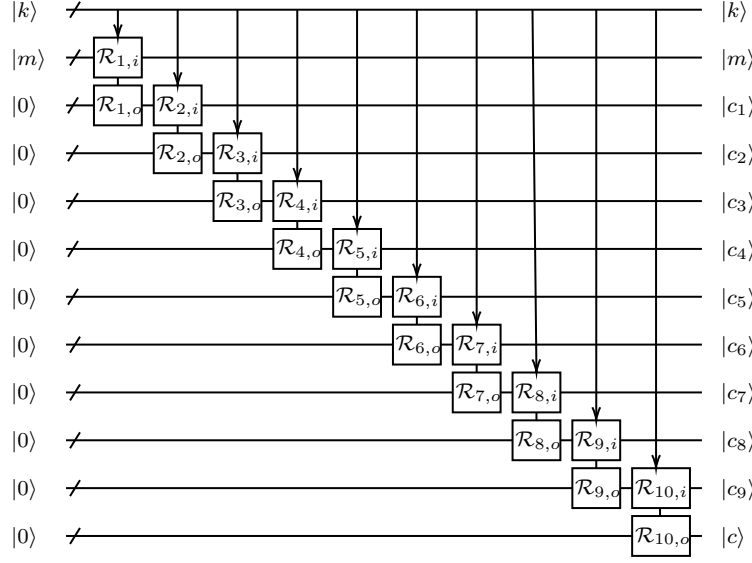 |k⟩ |k⟩
|m⟩ R₁,ᵢ |m⟩
|0⟩ R₁,ₒ R₂,ᵢ |c₁⟩
|0⟩ R₂,ₒ R₃,ᵢ |c₂⟩
|0⟩ R₃,ₒ R₄,ᵢ |c₃⟩
|0⟩ R₄,ₒ R₅,ᵢ |c₄⟩
|0⟩ R₅,ₒ R₆,ᵢ |c₅⟩
|0⟩ R₆,ₒ R₇,ᵢ |c₆⟩
|0⟩ R₇,ₒ R₈,ᵢ |c₇⟩
|0⟩ R₈,ₒ R₉,ᵢ |c₈⟩
|0⟩ R₉,ₒ R₁₀,ᵢ |c₉⟩
|0⟩ R₁₀,ₒ |c⟩